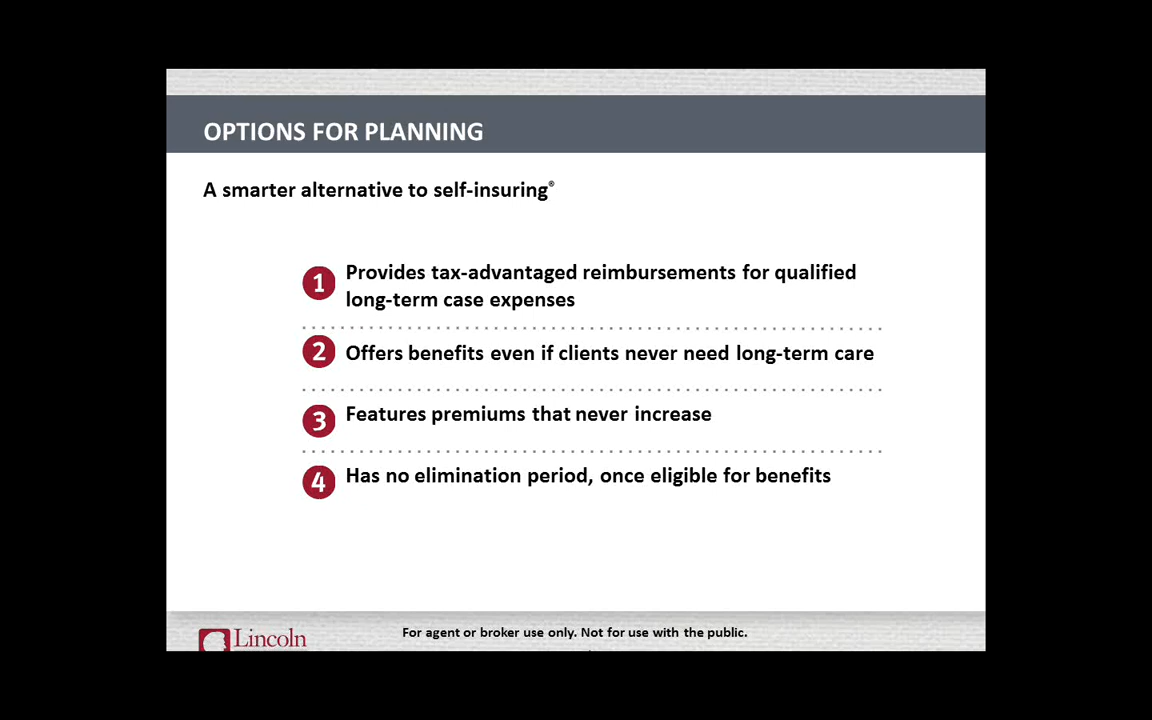 OPTIONS FOR PLANNING
A smarter alternative to self-insuring®
1 Provides tax-advantaged reimbursements for qualified
long-term case expenses
2 Offers benefits even if clients never need long-term care
3 Features premiums that never increase
4 Has no elimination period, once eligible for benefits
Lincoln
For agent or broker use only. Not for use with the public.